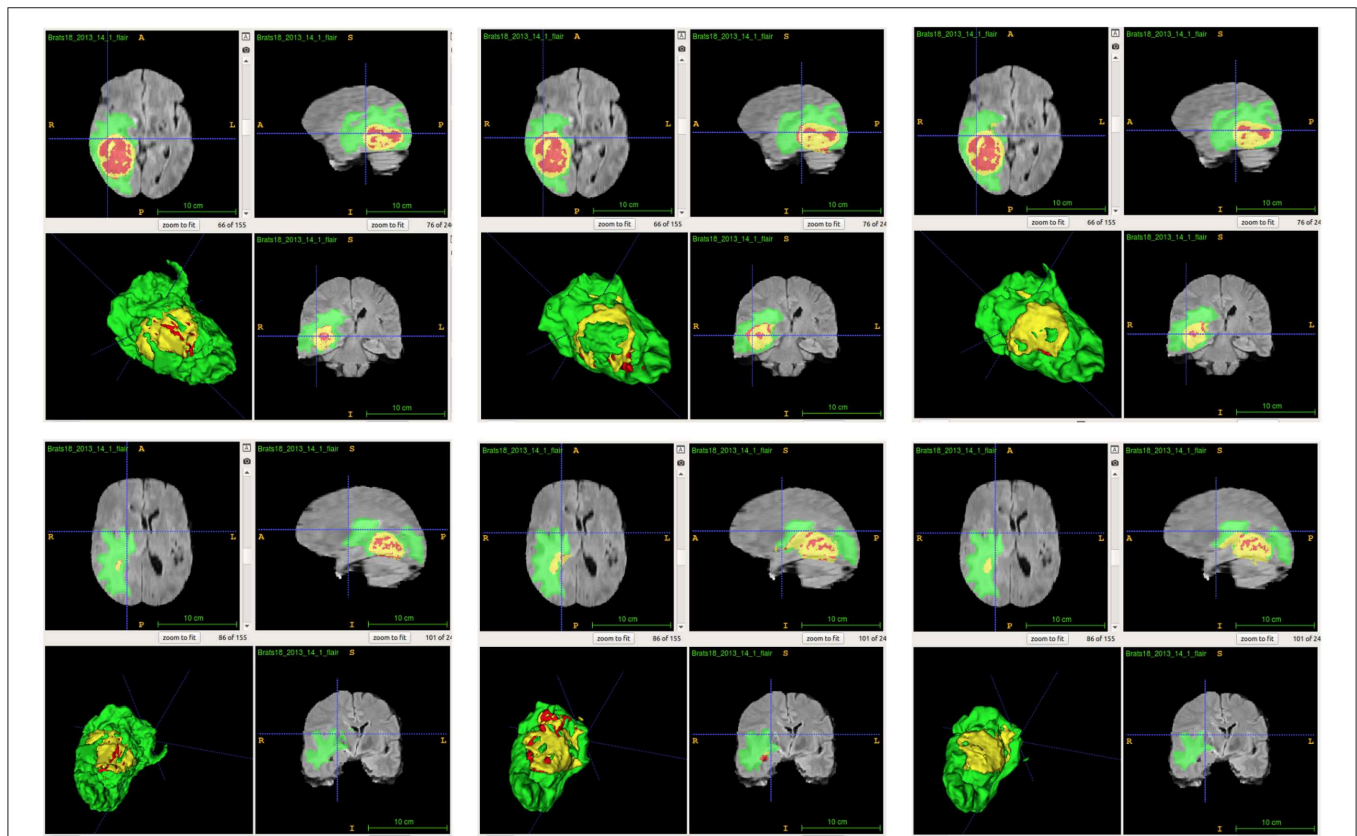 Brats18_2013_14_1_flair A
S
R L
A P
10 cm
10 cm
P
I
zoom to fit 66 of 155
zoom to fit 76 of 24
Brats18_2013_14_1_flair S
R L
10 cm
I
Brats18_2013_14_1_flair A
S
R L
A P
10 cm
10 cm
P
I
zoom to fit 66 of 155
zoom to fit 76 of 24
Brats18_2013_14_1_flair S
R L
10 cm
I
Brats18_2013_14_1_flair A
Brats18_2013_14_1_flair S
R L
A P
10 cm
10 cm
P
I
zoom to fit 66 of 155
zoom to fit 76 of 24
Brats18_2013_14_1_flair S
R L
10 cm
I
Brats18_2013_14_1_flair A
Brats18_2013_14_1_flair S
R L
A P
10 cm
10 cm
P
I
zoom to fit 86 of 155
zoom to fit 101 of 24
Brats18_2013_14_1_flair S
R L
10 cm
I
Brats18_2013_14_1_flair A
Brats18_2013_14_1_flair S
R L
A P
10 cm
10 cm
P
I
zoom to fit 86 of 155
zoom to fit 101 of 24
Brats18_2013_14_1_flair S
R L
10 cm
I
Brats18_2013_14_1_flair A
Brats18_2013_14_1_flair S
R L
A P
10 cm
10 cm
P
I
zoom to fit 86 of 155
zoom to fit 101 of 24
Brats18_2013_14_1_flair S
R L
10 cm
I